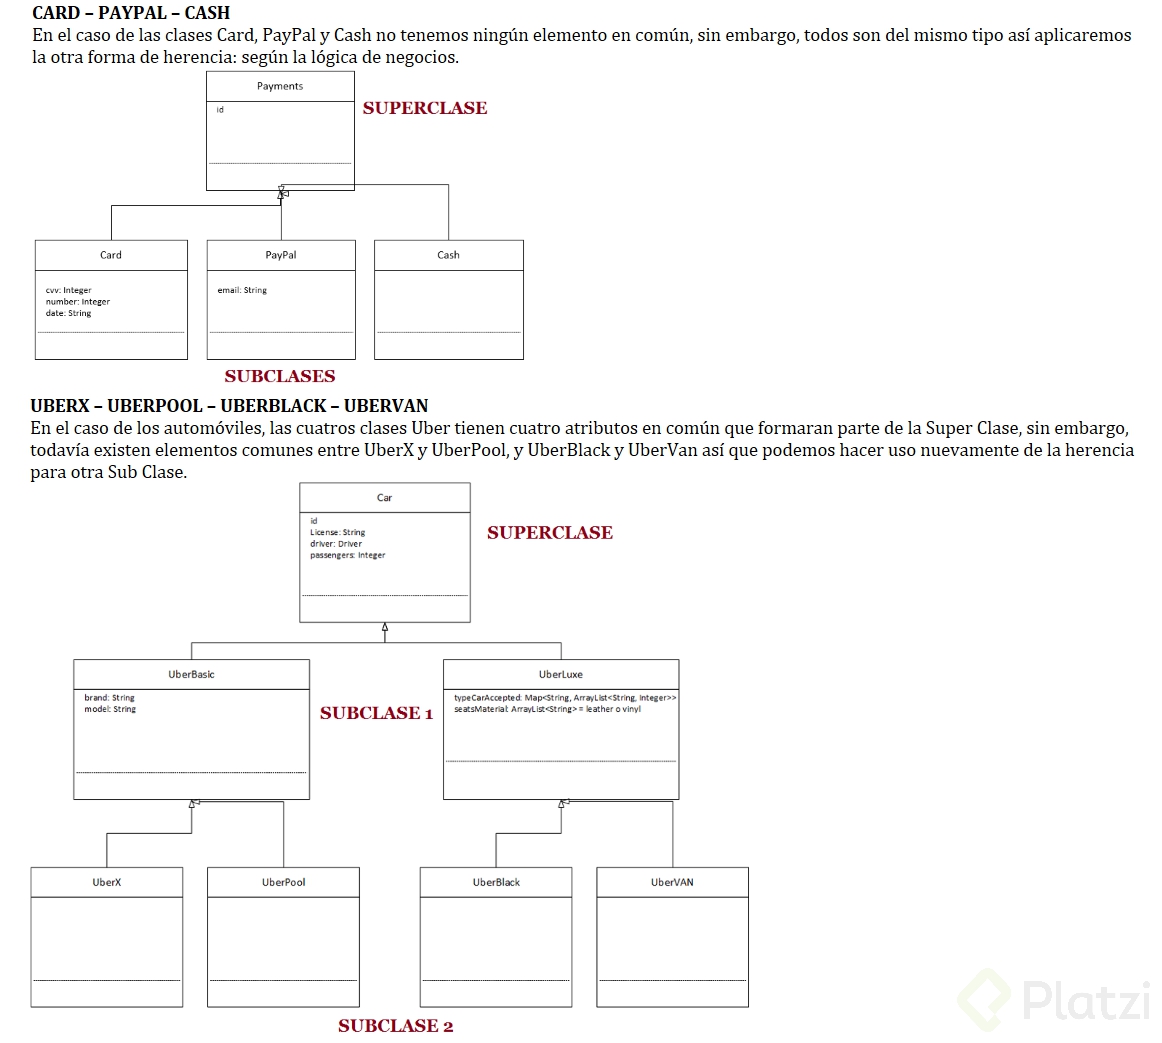 CARD – PAYPAL – CASH
En el caso de las clases Card, PayPal y Cash no tenemos ningún elemento en común, sin embargo, todos son del mismo tipo así aplicaremos
la otra forma de herencia: según la lógica de negocios.
Payments
id
SUPERCLASE
Card
cvv: Integer
number: Integer
date: String
PayPal
email: String
Cash
SUBCLASES
UBERX – UBERPOOL – UBERBLACK – UBERVAN
En el caso de los automóviles, las cuatros clases Uber tienen cuatro atributos en común que formaran parte de la Super Clase, sin embargo,
todavía existen elementos comunes entre UberX y UberPool, y UberBlack y UberVan así que podemos hacer uso nuevamente de la herencia
para otra Sub Clase.
Car
id
License: String
driver: Driver
passengers: Integer
SUPERCLASE
UberBasic
brand: String
model: String
SUBCLASE 1
UberLuxe
typeCarAccepted: Map<String, ArrayList<String, Integer>>
seatsMaterial: ArrayList<String> = leather o vinyl
UberX
UberPool
UberBlack
UberVAN
SUBCLASE 2
Platzi